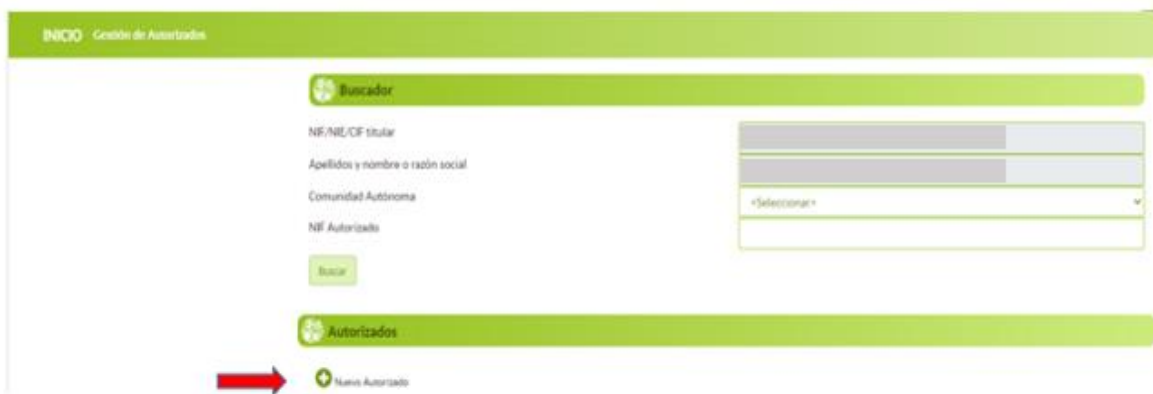 INICIO Gestión de Autorizados
Buscador
NIF/NIE/CIF titular
Apellidos y nombre o razón social
Comunidad Autónoma
<Seleccionar>
NIF Autorizado
Buscar
Autorizados
Nuevo Autorizado